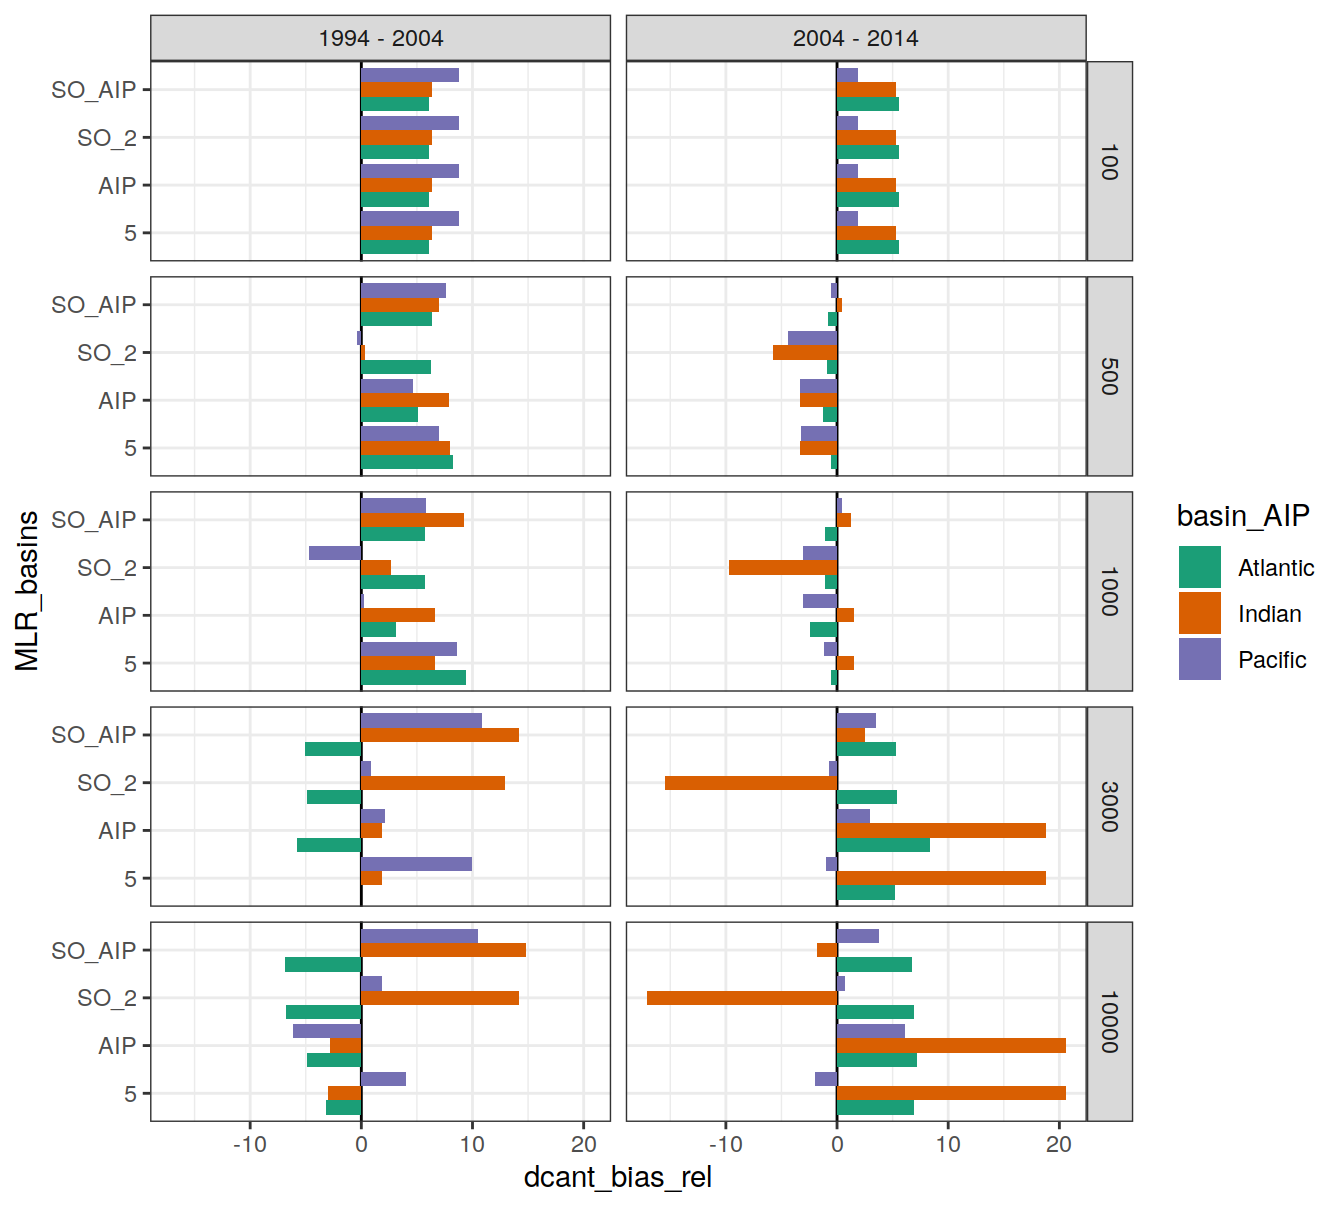 1994 - 2004
2004 - 2014
SO_AIP
SO_2
AIP
5
100
SO_AIP
SO_2
AIP
5
500
SO_AIP
SO_2
AIP
5
1000
SO_AIP
SO_2
AIP
5
3000
SO_AIP
SO_2
AIP
5
10000
MLR_basins
-10 0 10 20
-10 0 10 20
dcant_bias_rel
basin_AIP
Atlantic
Indian
Pacific